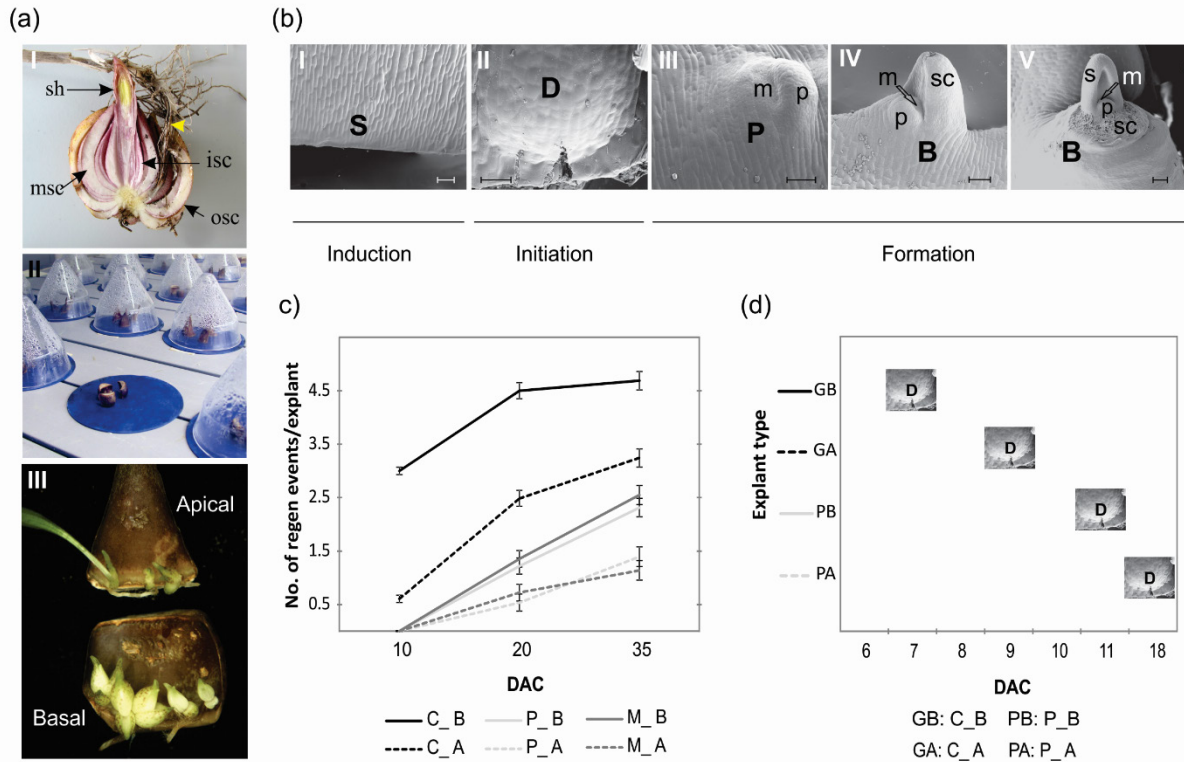 (a)
I
sh
isc
msc
osc
II
III
Apical
Basal
(b)
I
S
II
D
III
m
p
P
IV
m
sc
p
B
V
s
m
p
sc
B
Induction
Initiation
Formation
c)
No. of regen events/explant
4.5
3.5
2.5
1.5
0.5
10 20 35
DAC
C_B P_B M_B
C_A P_A M_A
(d)
Explant type
GB
D
GA
D
PB
D
PA
D
6 7 8 9 10 11 18
DAC
GB: C_B PB: P_B
GA: C_A PA: P_A